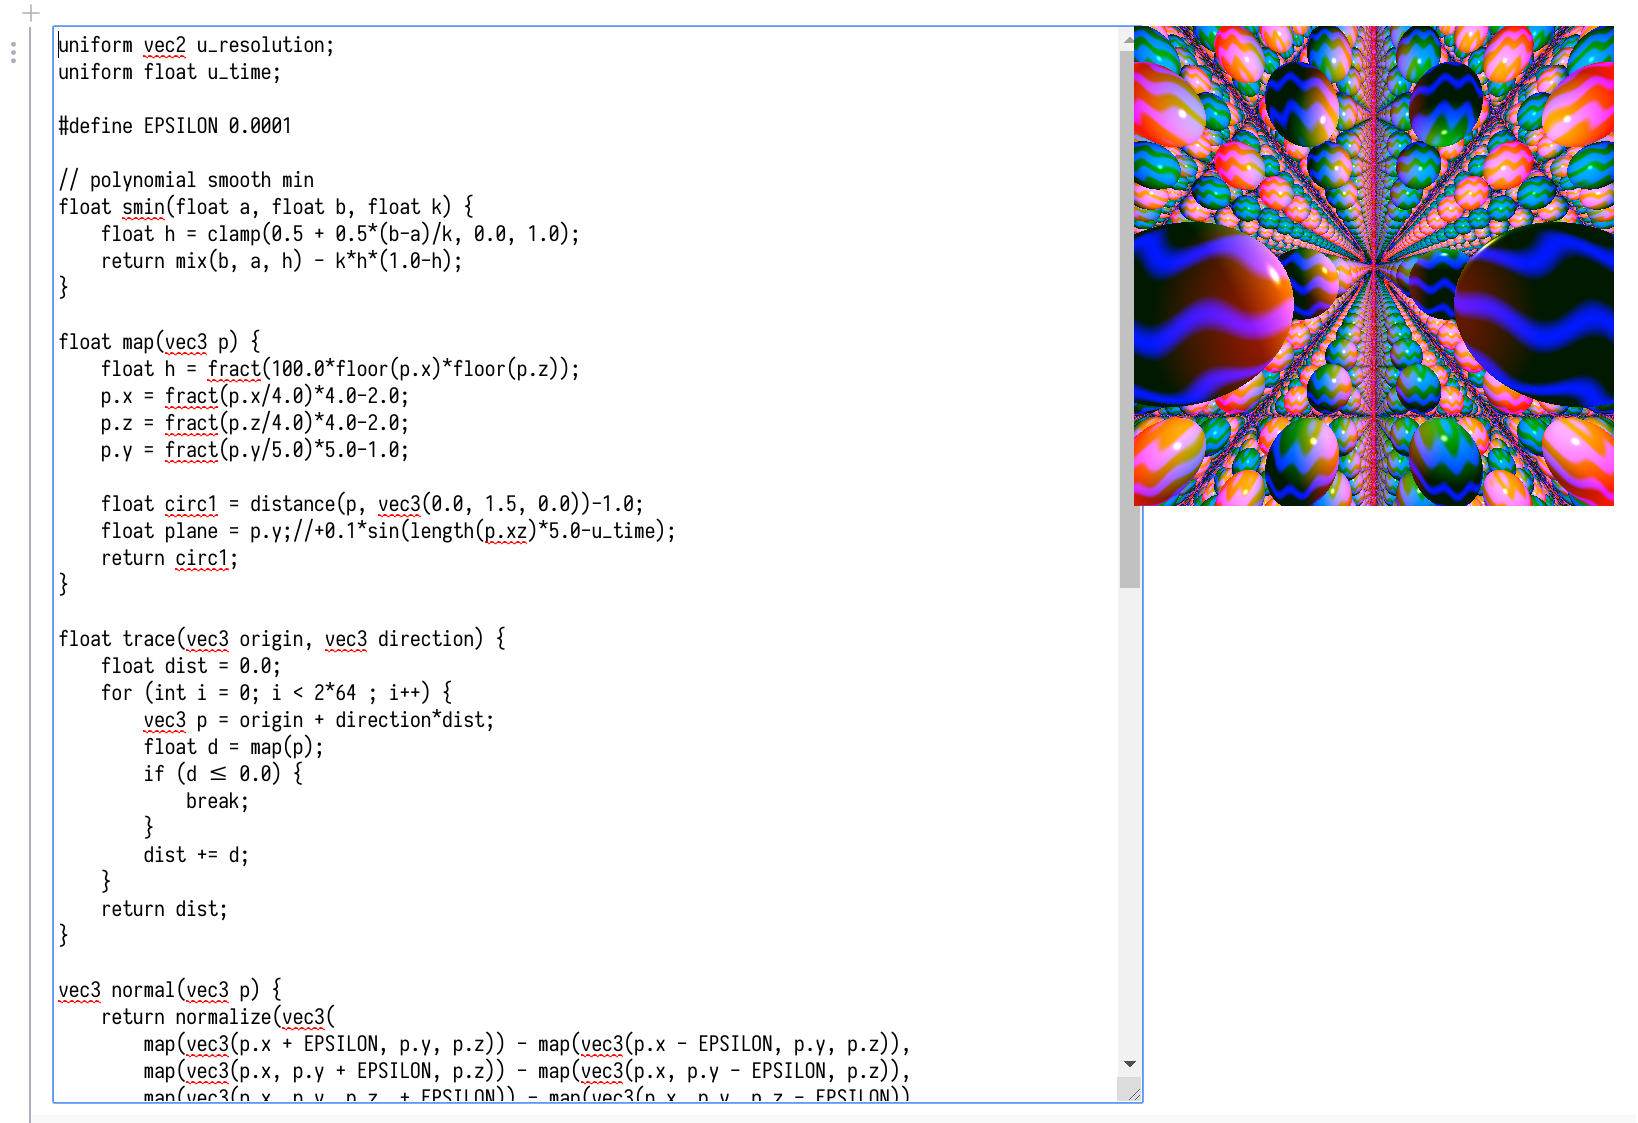 uniform vec2 u_resolution;
uniform float u_time;
#define EPSILON 0.0001
// polynomial smooth min
float smin(float a, float b, float k) {
    float h = clamp(0.5 + 0.5*(b-a)/k, 0.0, 1.0);
    return mix(b, a, h) - k*h*(1.0-h);
}
float map(vec3 p) {
    float h = fract(100.0*floor(p.x)*floor(p.z));
    p.x = fract(p.x/4.0)*4.0-2.0;
    p.z = fract(p.z/4.0)*4.0-2.0;
    p.y = fract(p.y/5.0)*5.0-1.0;
    float circ1 = distance(p, vec3(0.0, 1.5, 0.0))-1.0;
    float plane = p.y;//+0.1*sin(length(p.xz)*5.0-u_time);
    return circ1;
}
float trace(vec3 origin, vec3 direction) {
    float dist = 0.0;
    for (int i = 0; i < 2*64 ; i++) {
        vec3 p = origin + direction*dist;
        float d = map(p);
        if (d ≤ 0.0) {
            break;
        }
        dist += d;
    }
    return dist;
}
vec3 normal(vec3 p) {
    return normalize(vec3(
        map(vec3(p.x + EPSILON, p.y, p.z)) - map(vec3(p.x - EPSILON, p.y, p.z)),
        map(vec3(p.x, p.y + EPSILON, p.z)) - map(vec3(p.x, p.y - EPSILON, p.z)),
        map(vec3(p.x, p.y, p.z  + EPSILON)) - map(vec3(p.x, p.y, p.z - EPSILON))